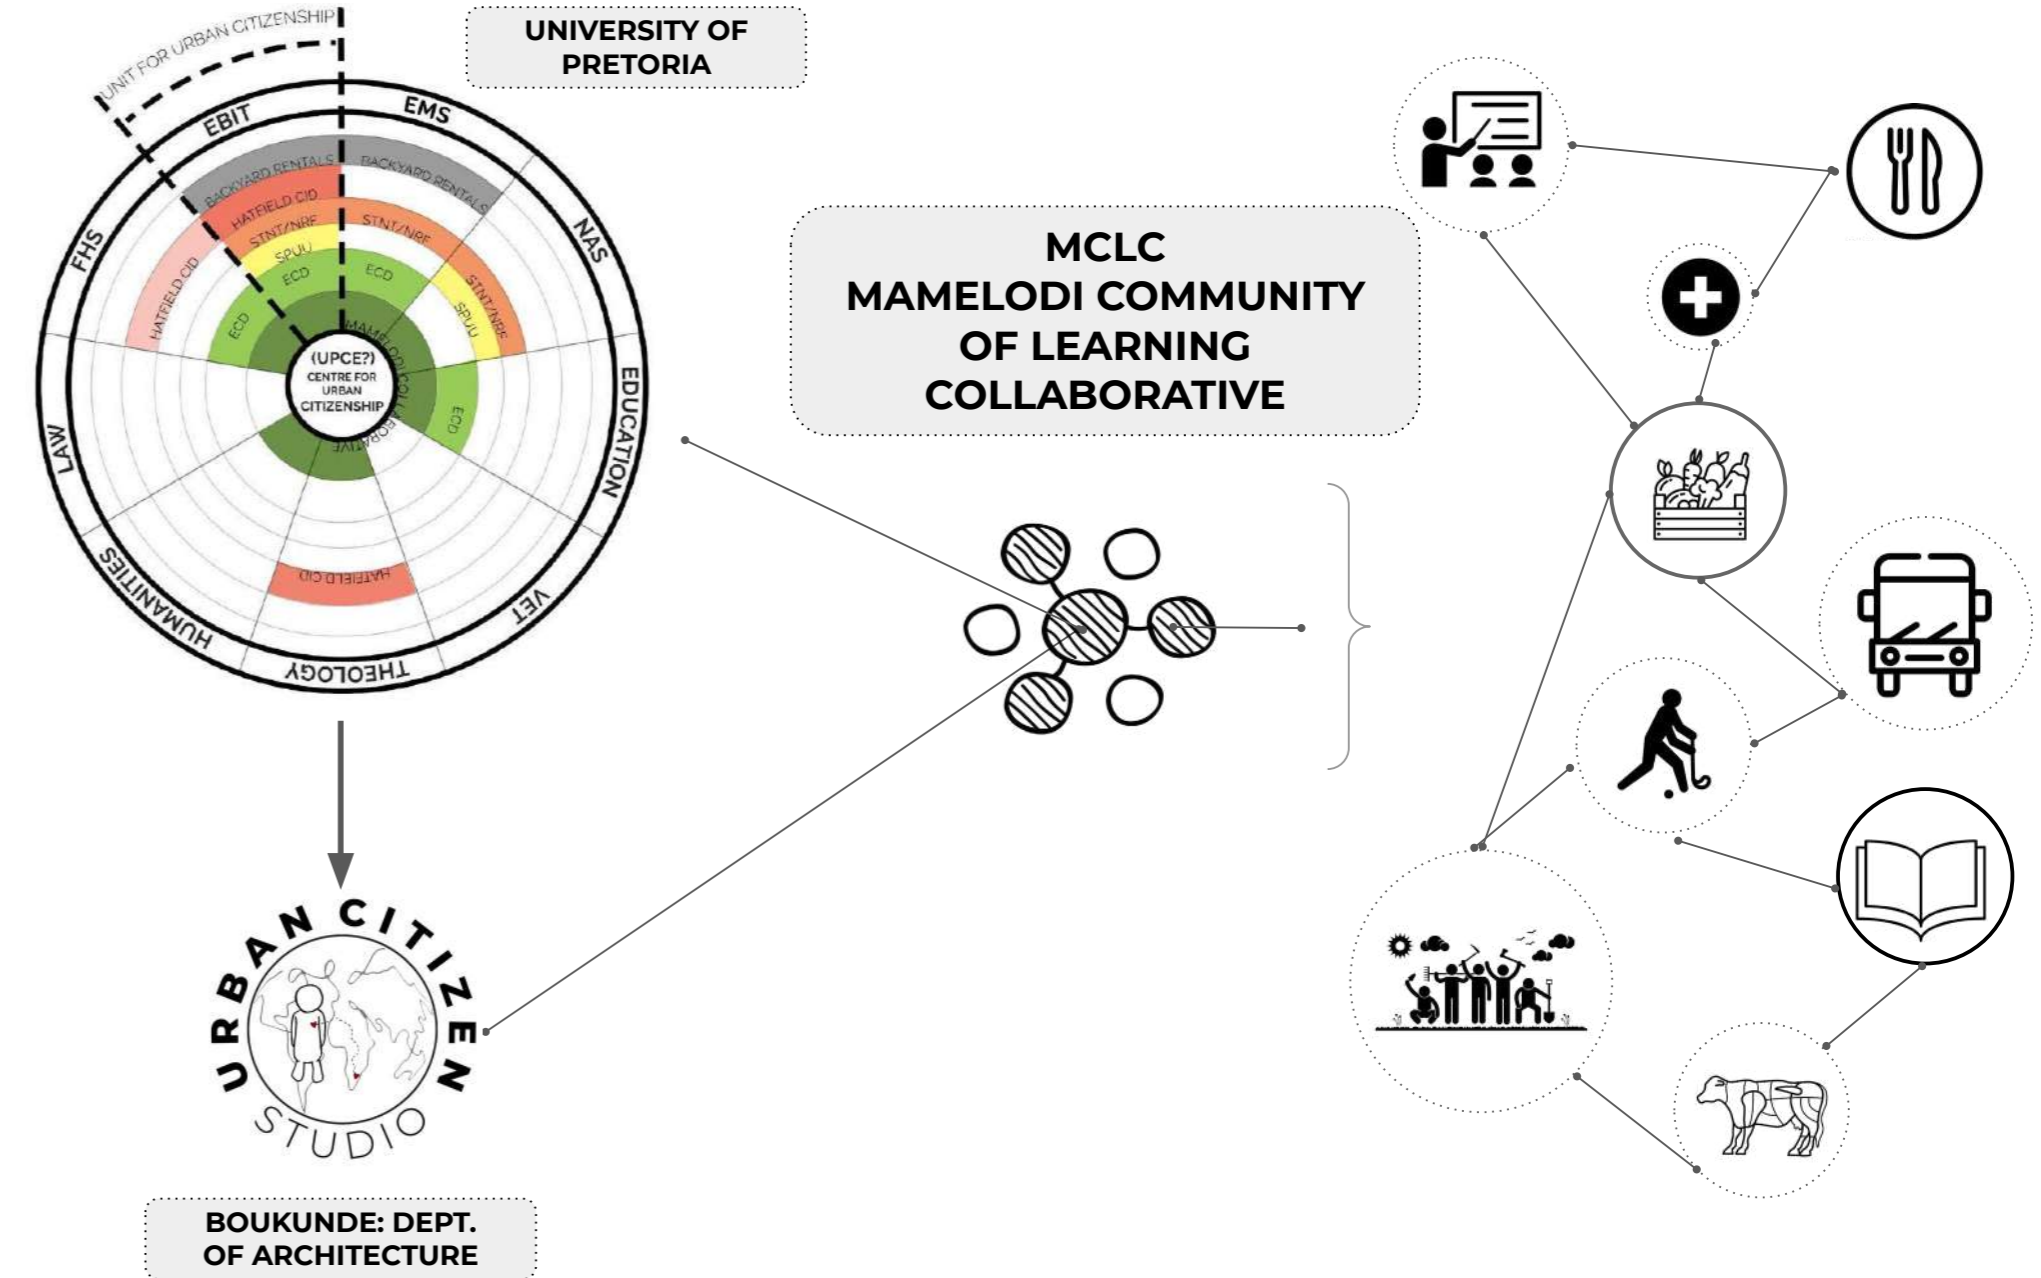 UNIT FOR URBAN CITIZENSHIP
UNIVERSITY OF
PRETORIA
EBIT
EMS
NAS
EDUCATION
VET
THEOLOGY
HUMANITIES
LAW
FHS
BACKYARD RENTALS
BACKYARD RENTALS
HATFIELD CID
STNT/NRF
STNT/NRF
SPUU
ECD
ECD
HATFIELD CID
ECD
STNT/NRF
SPUU
ECD
MAMELODI COLLABORATIVE
(UPCE?)
CENTRE FOR
URBAN
CITIZENSHIP
HATFIELD CID
MCLC
MAMELODI COMMUNITY
OF LEARNING
COLLABORATIVE
URBAN CITIZEN
STUDIO
BOUKUNDE: DEPT.
OF ARCHITECTURE